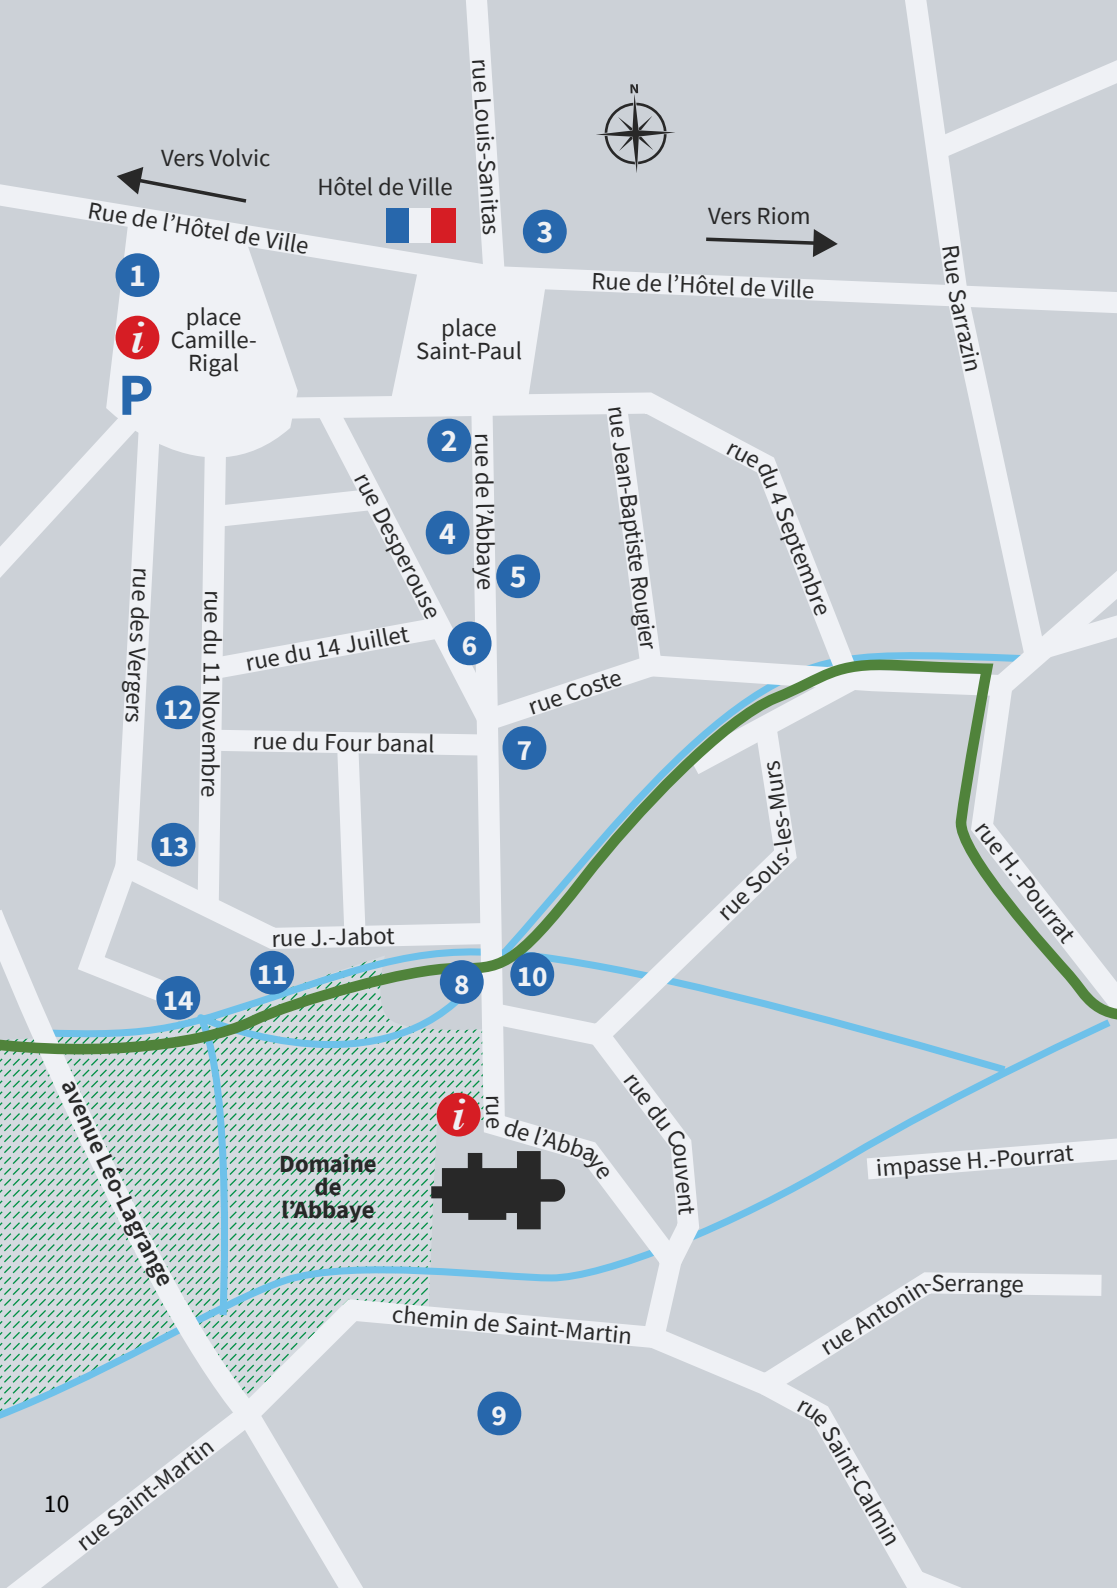 N
rue Louis-Sanitas
Vers Volvic
Hôtel de Ville
Rue de l'Hôtel de Ville
3
Vers Riom
Rue de l'Hôtel de Ville
Rue Sarrazin
1
i
P
place
Camille-
Rigal
place
Saint-Paul
2
rue de l'Abbaye
rue Jean-Baptiste Rougier
rue du 4 Septembre
rue Desperouse
4
5
rue des Vergers
rue du 11 Novembre
rue du 14 Juillet
6
rue Coste
12
rue du Four banal
7
rue Sous-les-Murs
13
rue H.-Pourrat
rue J.-Jabot
11
14
8
10
avenue Léo-Lagrange
i
rue de l'Abbaye
rue du Couvent
Domaine
de
l'Abbaye
impasse H.-Pourrat
chemin de Saint-Martin
rue Antonin-Serrange
9
rue Saint-Calmin
rue Saint-Martin
10